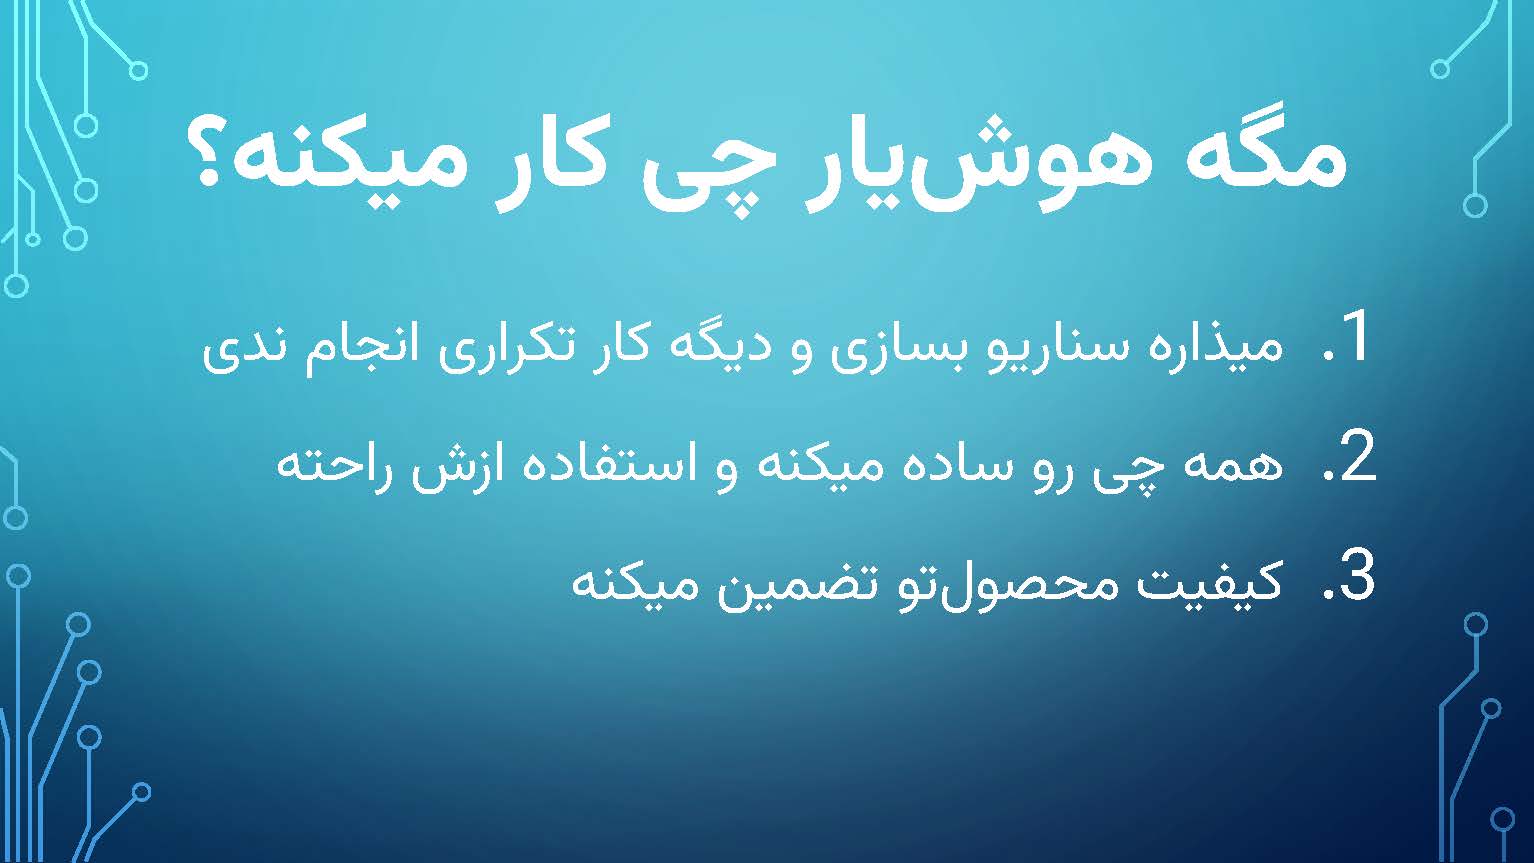 مگه هوش‌یار چی کار میکنه؟
1. میذاره سناریو بسازی و دیگه کار تکراری انجام ندی
2. همه چی رو ساده میکنه و استفاده ازش راحته
3. کیفیت محصول‌تو تضمین میکنه